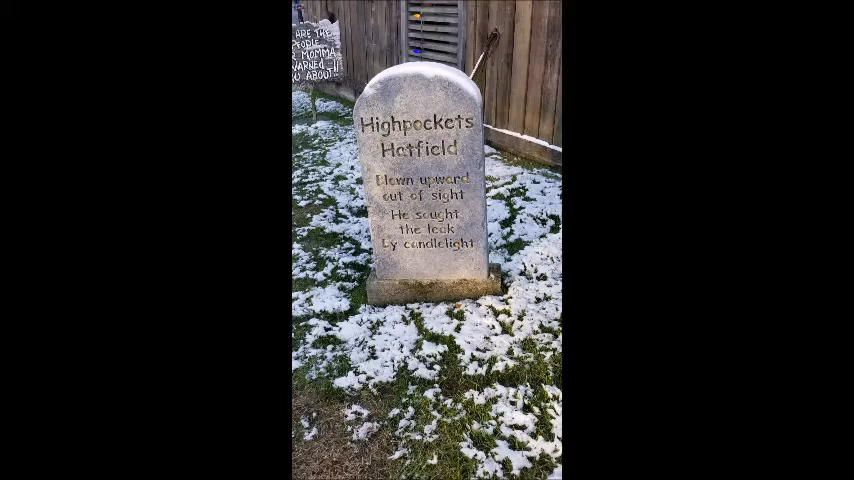 ARE THE
PEOPLE
MOMMA
WARNED
U ABOUT!
Highpockets
Hatfield
Blown upward
out of sight
He sought
the leak
by candlelight